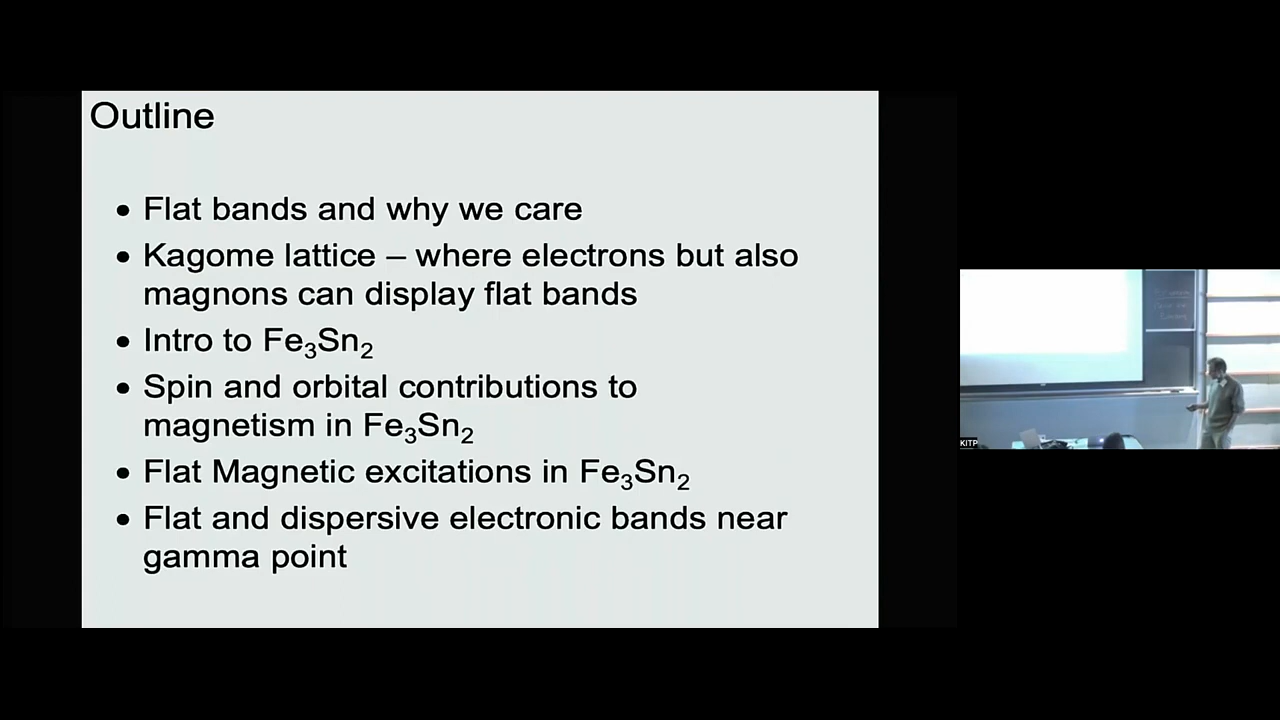 Outline
• Flat bands and why we care
• Kagome lattice – where electrons but also
magnons can display flat bands
• Intro to Fe₃Sn₂
• Spin and orbital contributions to
magnetism in Fe₃Sn₂
• Flat Magnetic excitations in Fe₃Sn₂
• Flat and dispersive electronic bands near
gamma point
KITP